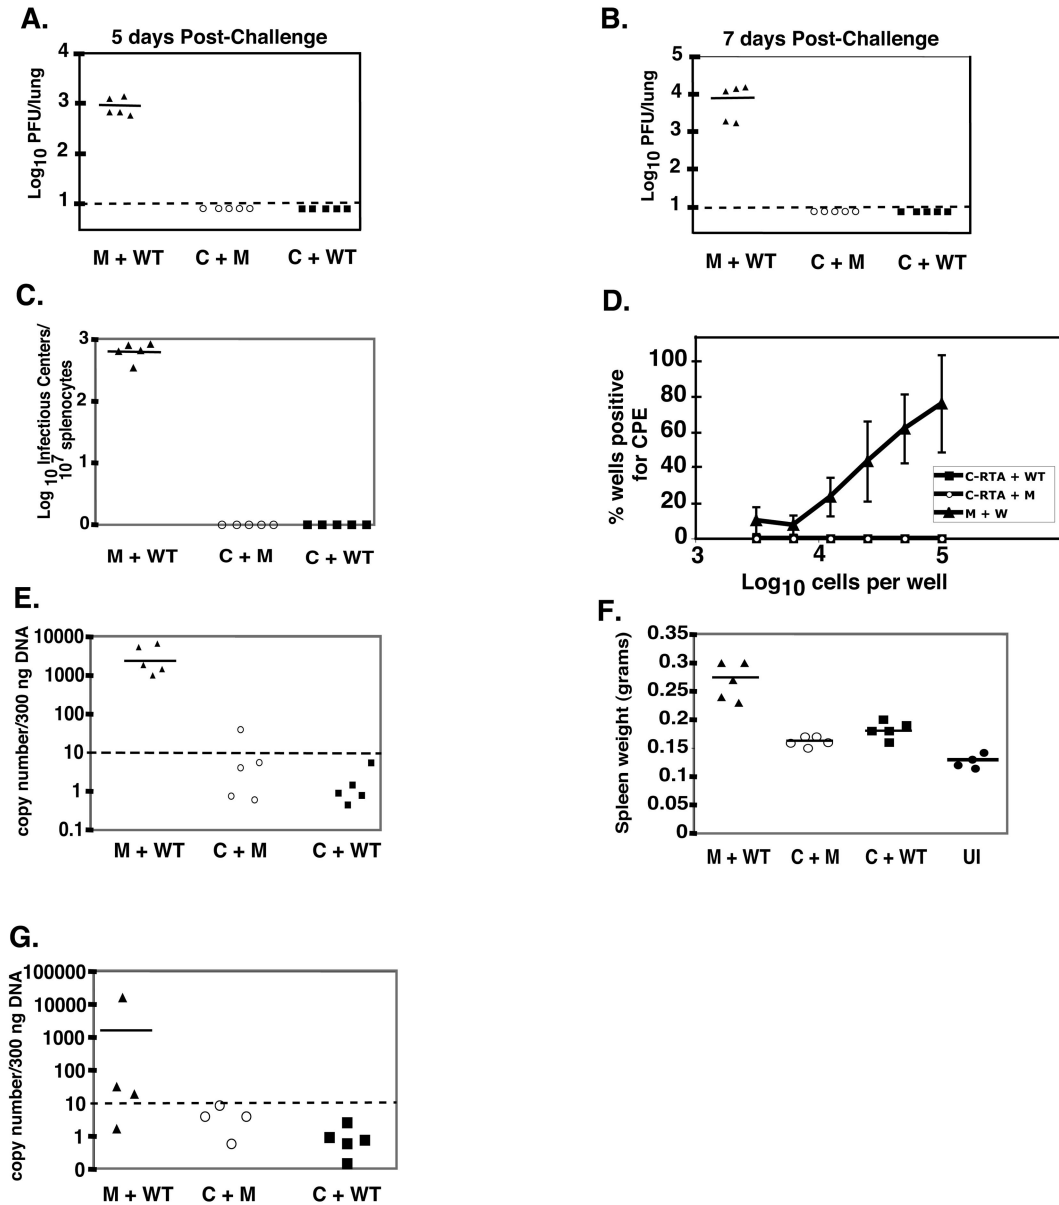 A.
5 days Post-Challenge
Log10 PFU/lung
4
3
2
1
M + WT C + M C + WT
B.
7 days Post-Challenge
Log10 PFU/lung
5
4
3
2
1
M + WT C + M C + WT
C.
Log 10 Infectious Centers/
107 splenocytes
3
2
1
0
M + WT C + M C + WT
D.
% wells positive
for CPE
100
80
60
40
20
0
3 4 5
Log10 cells per well
C-RTA + WT
C-RTA + M
M + W
E.
copy number/300 ng DNA
10000
1000
100
10
1
0.1
M + WT C + M C + WT
F.
Spleen weight (grams)
0.35
0.3
0.25
0.2
0.15
0.1
0.05
0
M + WT C + M C + WT UI
G.
copy number/300 ng DNA
100000
10000
1000
100
10
1
0
M + WT C + M C + WT